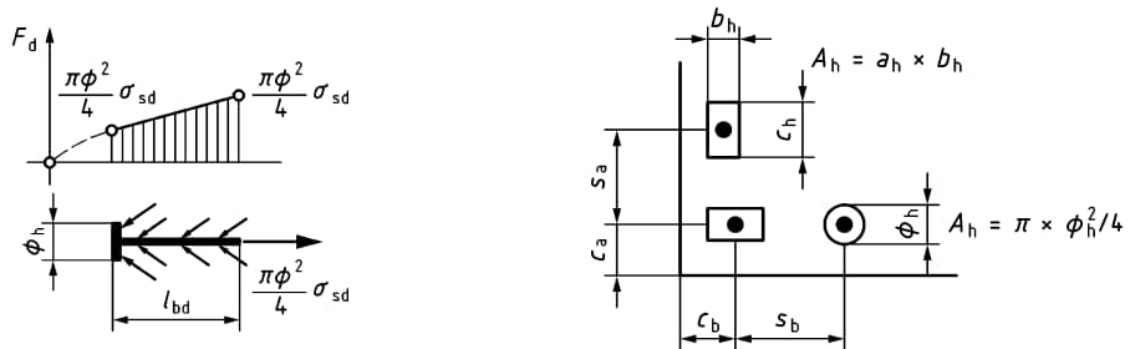 F_d
πϕ²/4 σ_sd
πϕ²/4 σ_sd
ϕ_h
l_bd
πϕ²/4 σ_sd
b_h
A_h = a_h × b_h
c_h
s_a
c_a
ϕ_h
A_h = π × ϕ_h²/4
c_b
s_b